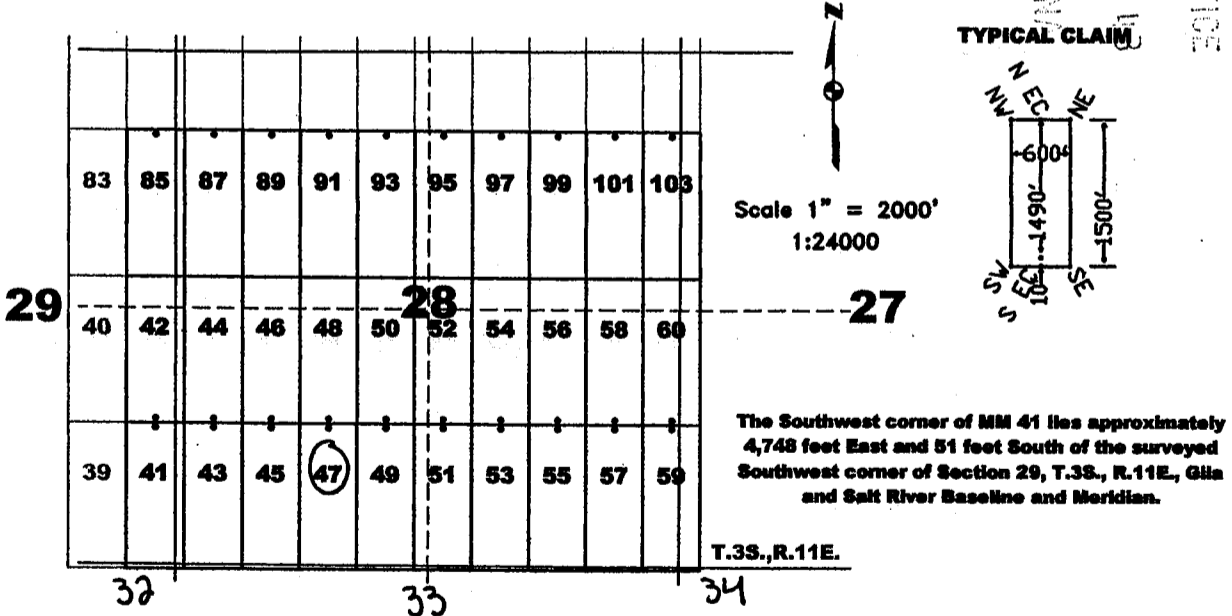 N
TYPICAL CLAIM
N EC
NW
NE
600'
1490'
1500'
10'
SW
S EC
SE
Scale 1" = 2000'
1:24000
83 85 87 89 91 93 95 97 99 101 103
29
28
27
40 42 44 46 48 50 52 54 56 58 60
39 41 43 45 47 49 51 53 55 57 59
The Southwest corner of MM 41 lies approximately
4,748 feet East and 51 feet South of the surveyed
Southwest corner of Section 29, T.3S., R.11E., Gila
and Salt River Baseline and Meridian.
T.3S.,R.11E.
32
33
34